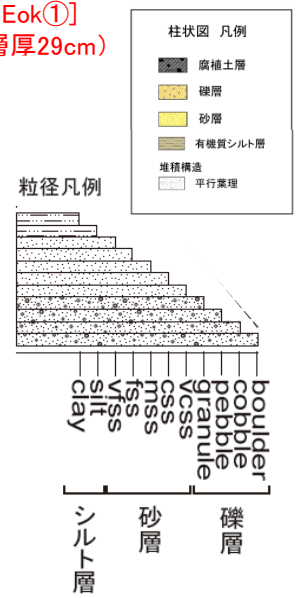 Eok①]
層厚29cm）
柱状図 凡例
腐植土層
礫層
砂層
有機質シルト層
堆積構造
平行葉理
粒径凡例
clay
silt
vfss
fss
mss
css
vcss
granule
pebble
cobble
boulder
シルト層
砂層
礫層